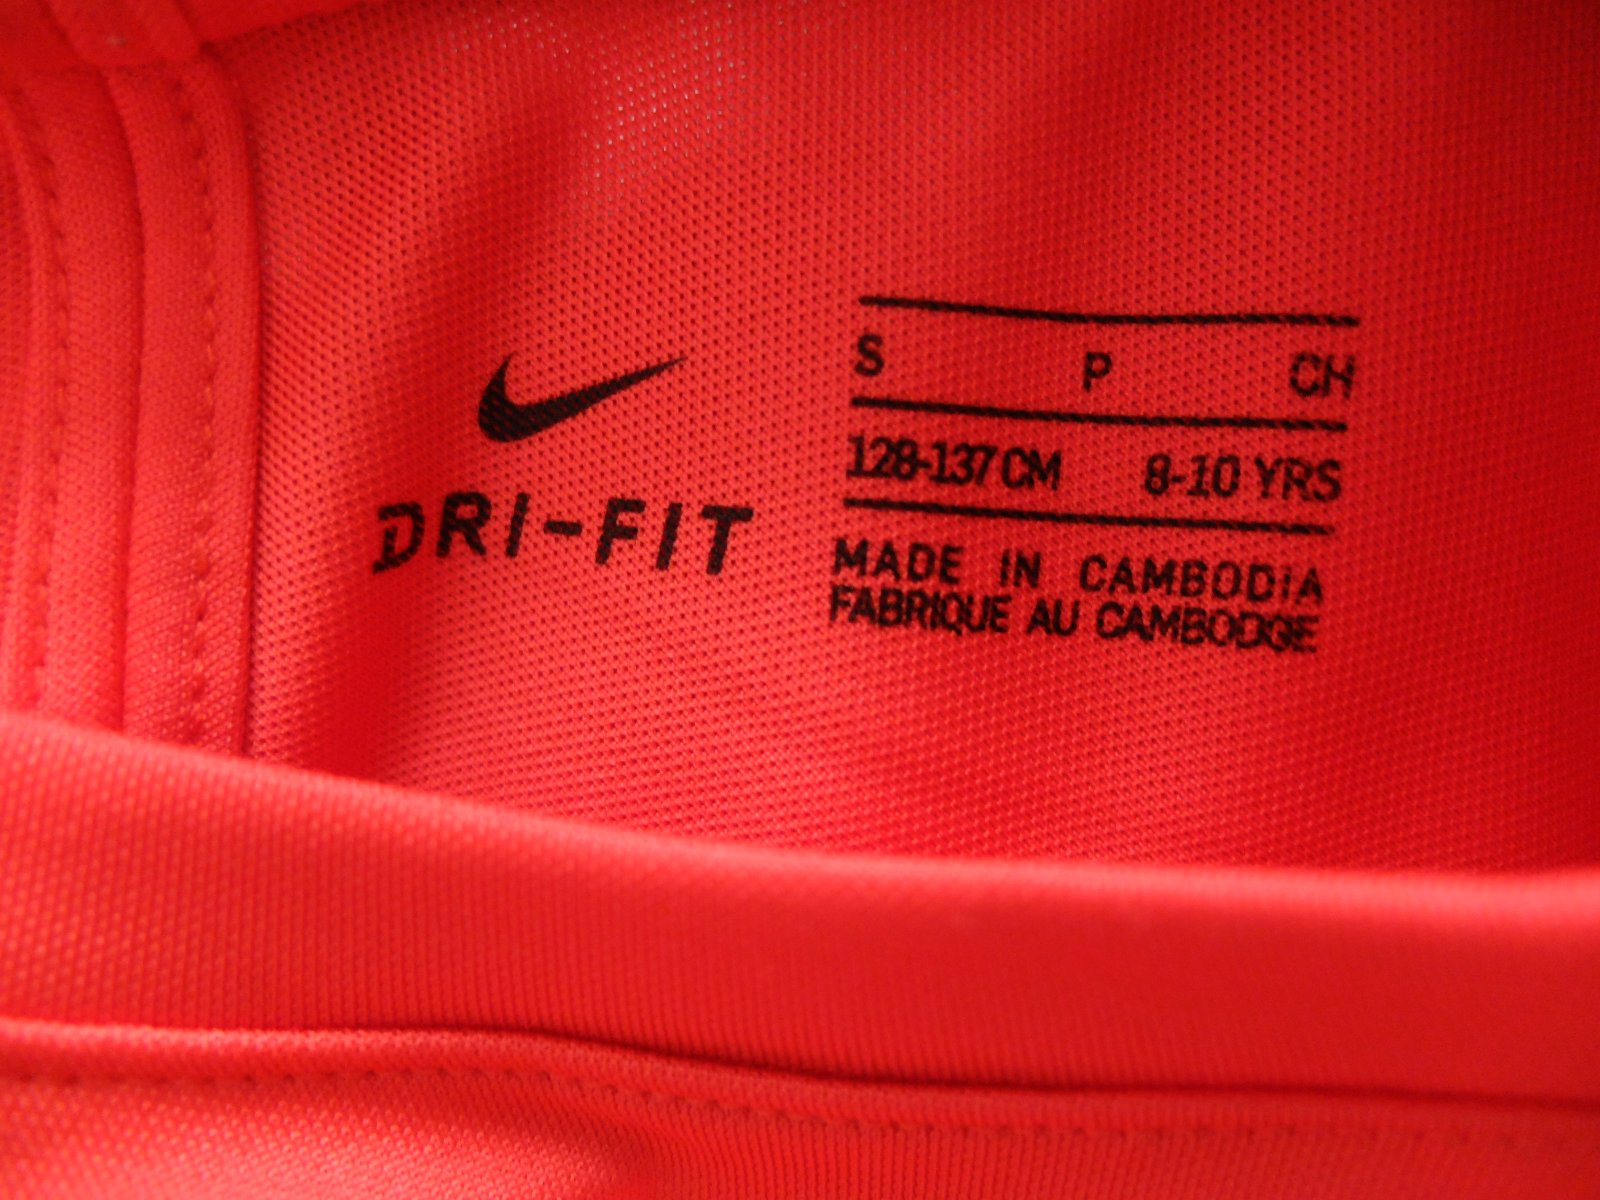 DRI-FIT
S P CH
128-137 CM 8-10 YRS
MADE IN CAMBODIA
FABRIQUE AU CAMBODGE